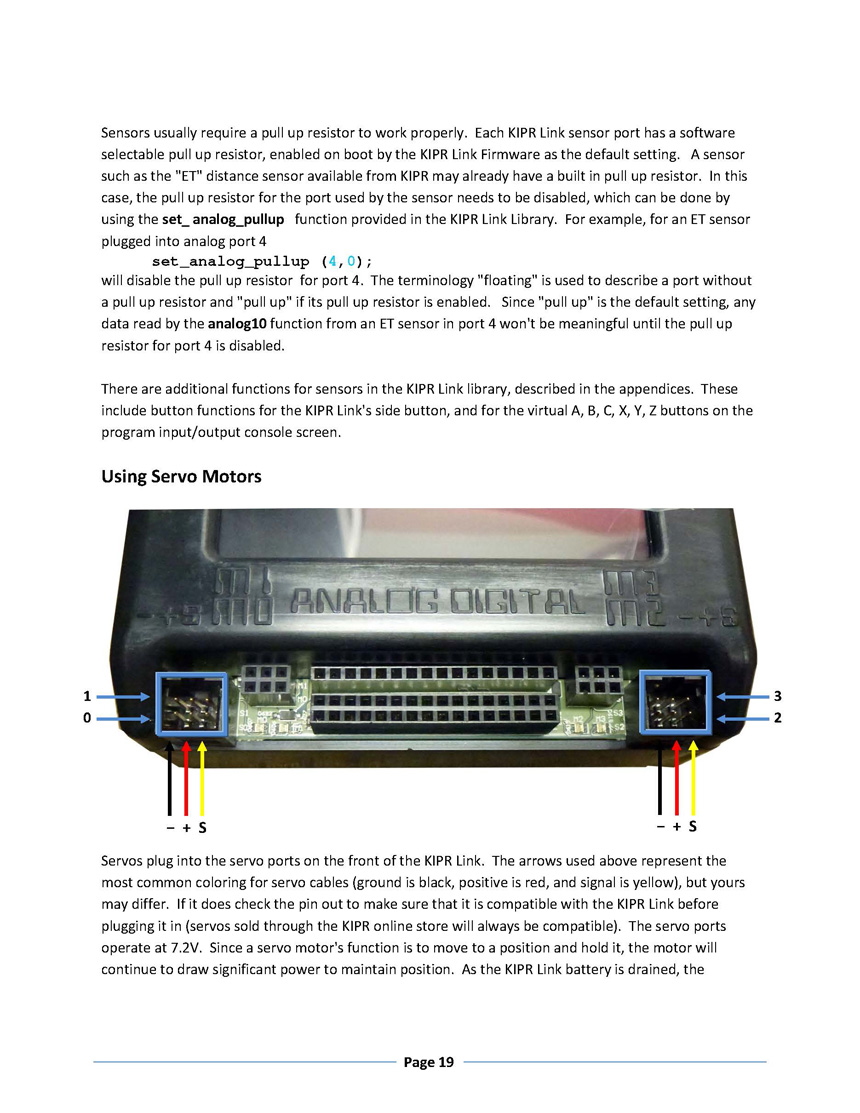 Sensors usually require a pull up resistor to work properly.  Each KIPR Link sensor port has a software
selectable pull up resistor, enabled on boot by the KIPR Link Firmware as the default setting.   A sensor
such as the "ET" distance sensor available from KIPR may already have a built in pull up resistor.  In this
case, the pull up resistor for the port used by the sensor needs to be disabled, which can be done by
using the set_ analog_pullup   function provided in the KIPR Link Library.  For example, for an ET sensor
plugged into analog port 4
set_analog_pullup (4,0);
will disable the pull up resistor  for port 4.  The terminology "floating" is used to describe a port without
a pull up resistor and "pull up" if its pull up resistor is enabled.   Since "pull up" is the default setting, any
data read by the analog10 function from an ET sensor in port 4 won't be meaningful until the pull up
resistor for port 4 is disabled.
There are additional functions for sensors in the KIPR Link library, described in the appendices.  These
include button functions for the KIPR Link's side button, and for the virtual A, B, C, X, Y, Z buttons on the
program input/output console screen.
Using Servo Motors
M1 M3
-+S M0 ANALOG DIGITAL M2 -+S
1 3
0 2
– + S – + S
Servos plug into the servo ports on the front of the KIPR Link.  The arrows used above represent the
most common coloring for servo cables (ground is black, positive is red, and signal is yellow), but yours
may differ.  If it does check the pin out to make sure that it is compatible with the KIPR Link before
plugging it in (servos sold through the KIPR online store will always be compatible).  The servo ports
operate at 7.2V.  Since a servo motor's function is to move to a position and hold it, the motor will
continue to draw significant power to maintain position.  As the KIPR Link battery is drained, the
Page 19